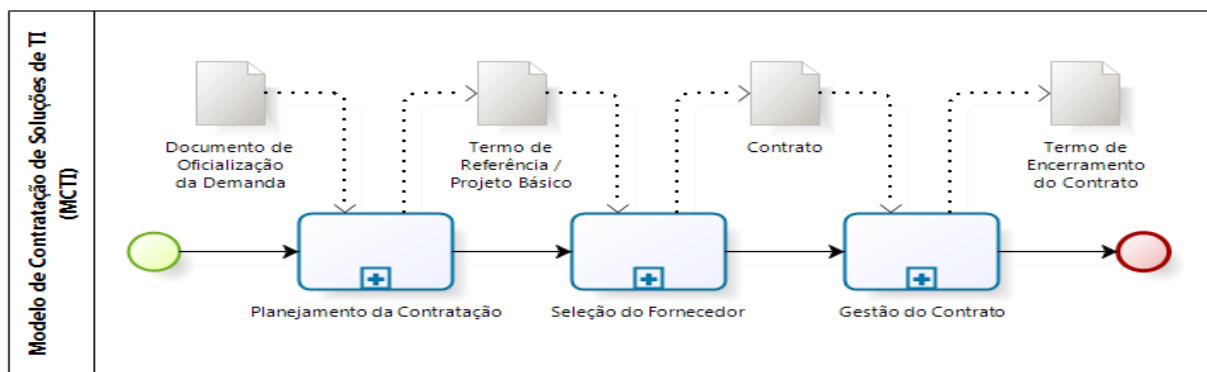 Modelo de Contratação de Soluções de TI
(MCTI)
Documento de
Oficialização
da Demanda
Termo de
Referência /
Projeto Básico
Contrato
Termo de
Encerramento
do Contrato
Planejamento da Contratação
Seleção do Fornecedor
Gestão do Contrato